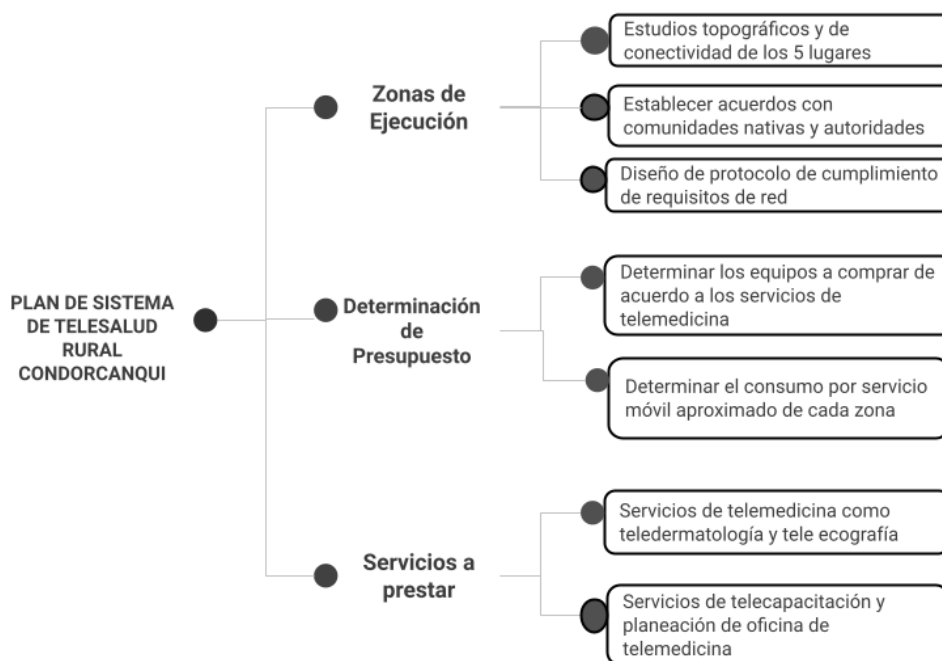 PLAN DE SISTEMA
DE TELESALUD
RURAL
CONDORCANQUI
Zonas de
Ejecución
Estudios topográficos y de
conectividad de los 5 lugares
Establecer acuerdos con
comunidades nativas y autoridades
Diseño de protocolo de cumplimiento
de requisitos de red
Determinación
de
Presupuesto
Determinar los equipos a comprar de
acuerdo a los servicios de
telemedicina
Determinar el consumo por servicio
móvil aproximado de cada zona
Servicios a
prestar
Servicios de telemedicina como
teledermatología y tele ecografía
Servicios de telecapacitación y
planeación de oficina de
telemedicina